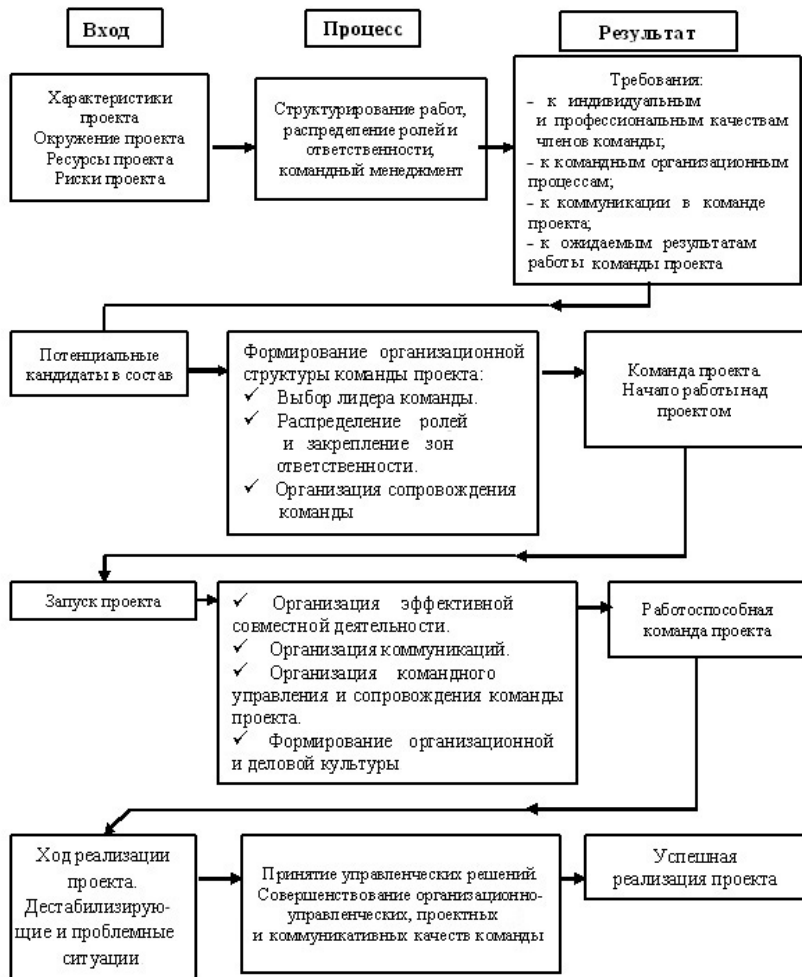 Вход
Процесс
Результат
Характеристики
проекта
Окружение проекта
Ресурсы проекта
Риски проекта
Структурирование работ,
распределение ролей и
ответственности,
командный менеджмент
Требования:
– к индивидуальным
и профессиональным качествам
членов команды;
– к командным организационным
процессам;
– к коммуникации в команде
проекта;
– к ожидаемым результатам
работы команды проекта
Потенциальные
кандидаты в состав
Формирование организационной
структуры команды проекта:
✓ Выбор лидера команды.
✓ Распределение ролей
и закрепление зон
ответственности.
✓ Организация сопровождения
команды
Команда проекта.
Начало работы над
проектом
Запуск проекта
✓ Организация эффективной
совместной деятельности.
✓ Организация коммуникаций.
✓ Организация командного
управления и сопровождения команды
проекта.
✓ Формирование организационной
и деловой культуры
Работоспособная
команда проекта
Ход реализации
проекта.
Дестабилизирую-
щие и проблемные
ситуации
Принятие управленческих решений.
Совершенствование организационно-
управленческих, проектных
и коммуникативных качеств команды
Успешная
реализация проекта